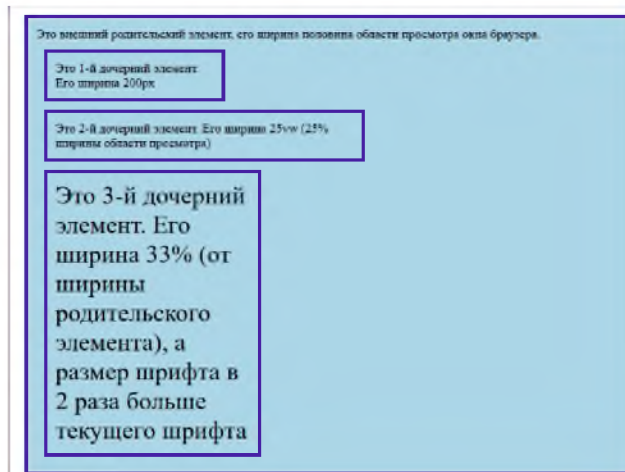 Это внешний родительский элемент, его ширина половина области просмотра окна браузера.
Это 1-й дочерний элемент.
Его ширина 200px
Это 2-й дочерний элемент. Его ширина 25vw (25%
ширины области просмотра)
Это 3-й дочерний
элемент. Его
ширина 33% (от
ширины
родительского
элемента), а
размер шрифта в
2 раза больше
текущего шрифта